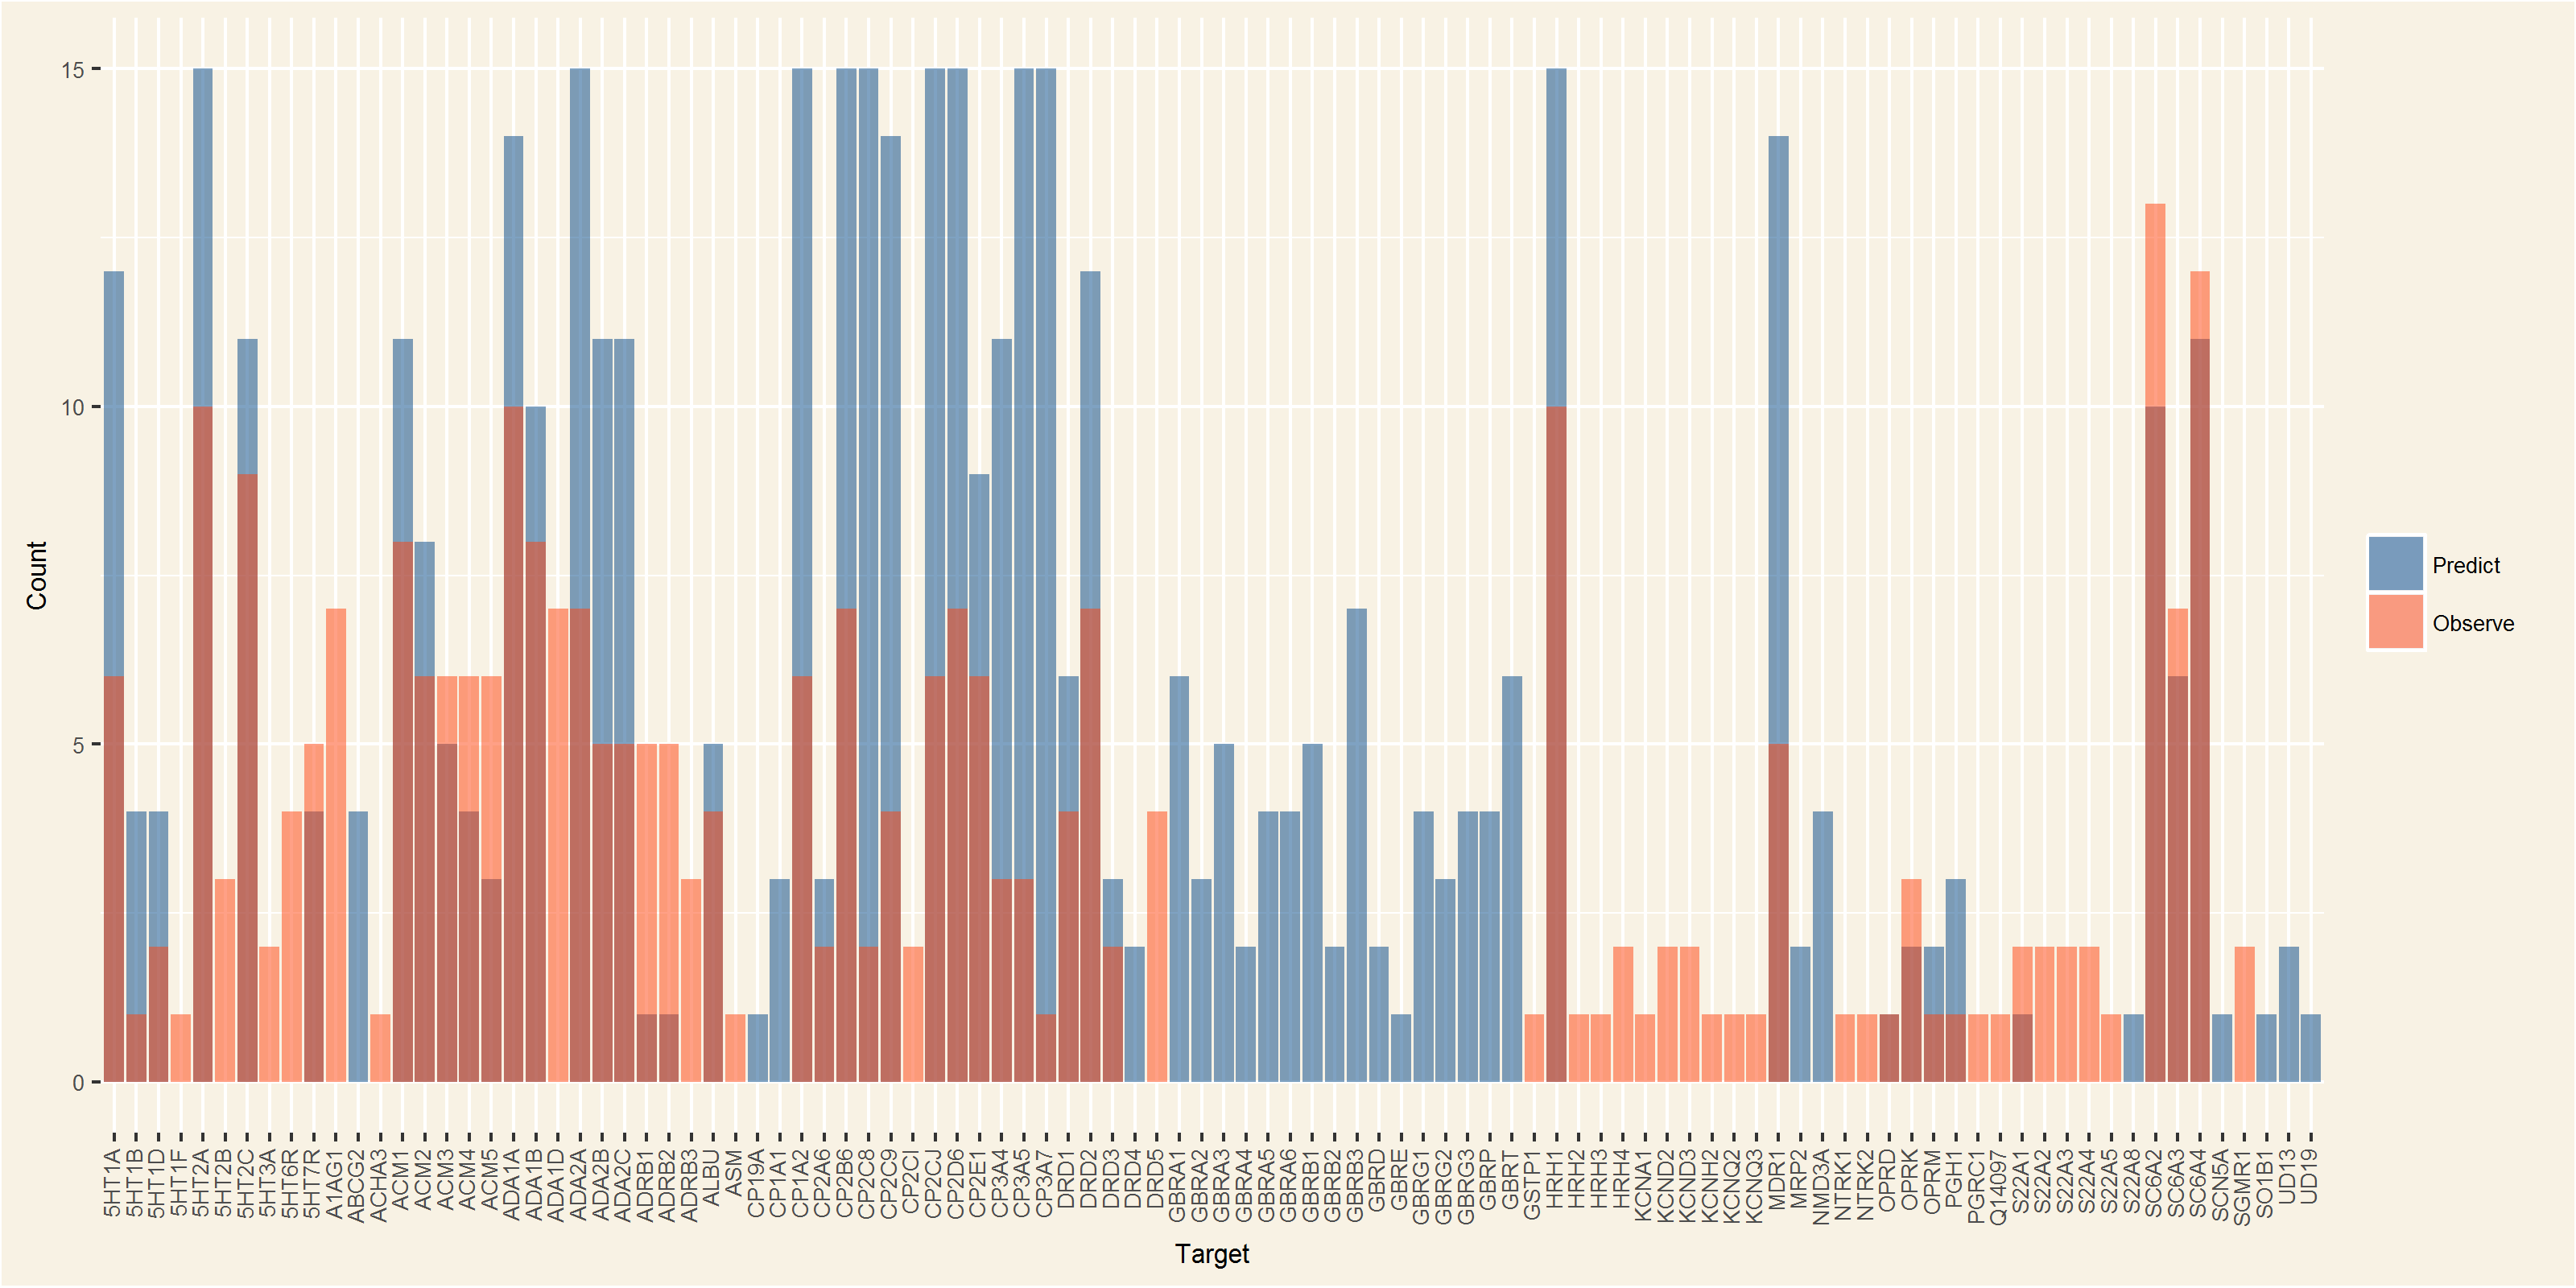 15
10
5
0
Count
5HT1A
5HT1B
5HT1D
5HT1F
5HT2A
5HT2B
5HT2C
5HT3A
5HT6R
5HT7R
A1AG1
ABCG2
ACHA3
ACM1
ACM2
ACM3
ACM4
ACM5
ADA1A
ADA1B
ADA1D
ADA2A
ADA2B
ADA2C
ADRB1
ADRB2
ADRB3
ALBU
ASM
CP19A
CP1A1
CP1A2
CP2A6
CP2B6
CP2C8
CP2C9
CP2CI
CP2CJ
CP2D6
CP2E1
CP3A4
CP3A5
CP3A7
DRD1
DRD2
DRD3
DRD4
DRD5
GBRA1
GBRA2
GBRA3
GBRA4
GBRA5
GBRA6
GBRB1
GBRB2
GBRB3
GBRD
GBRE
GBRG1
GBRG2
GBRG3
GBRP
GBRT
GSTP1
HRH1
HRH2
HRH3
HRH4
KCNA1
KCND2
KCND3
KCNH2
KCNQ2
KCNQ3
MDR1
MRP2
NMD3A
NTRK1
NTRK2
OPRD
OPRK
OPRM
PGH1
PGRC1
Q14097
S22A1
S22A2
S22A3
S22A4
S22A5
S22A8
SC6A2
SC6A3
SC6A4
SCN5A
SGMR1
SO1B1
UD13
UD19
Target
Predict
Observe